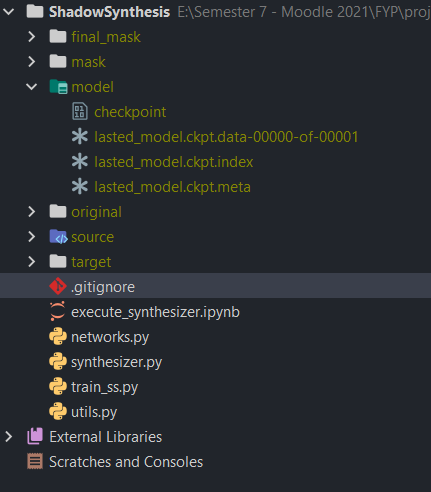 ShadowSynthesis E:\Semester 7 - Moodle 2021\FYP\proj
final_mask
mask
model
checkpoint
lasted_model.ckpt.data-00000-of-00001
lasted_model.ckpt.index
lasted_model.ckpt.meta
original
source
target
.gitignore
execute_synthesizer.ipynb
networks.py
synthesizer.py
train_ss.py
utils.py
External Libraries
Scratches and Consoles